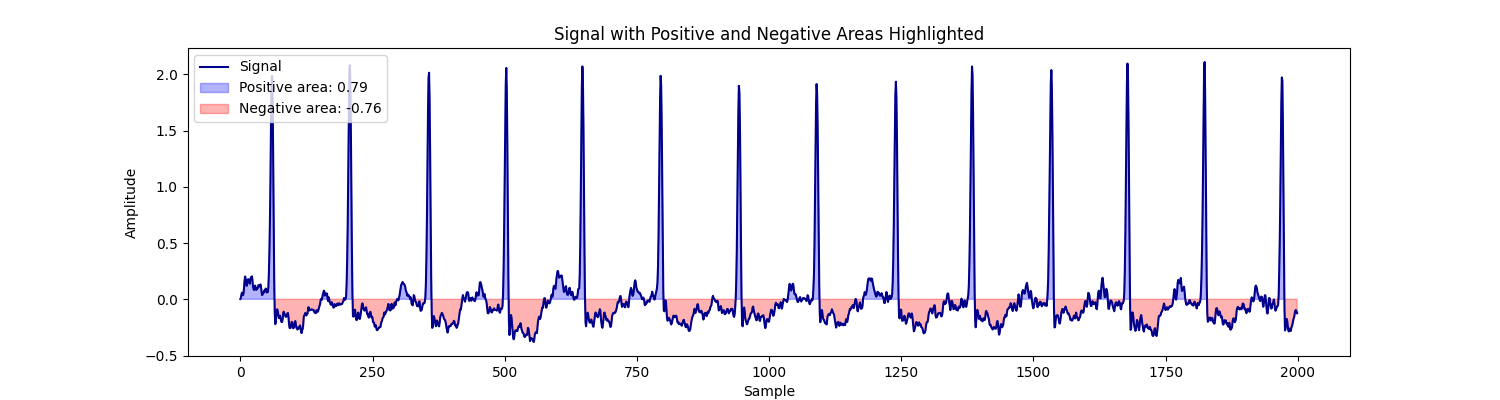 Signal with Positive and Negative Areas Highlighted
Signal
Positive area: 0.79
Negative area: -0.76
2.0
1.5
1.0
0.5
0.0
−0.5
Amplitude
0 250 500 750 1000 1250 1500 1750 2000
Sample